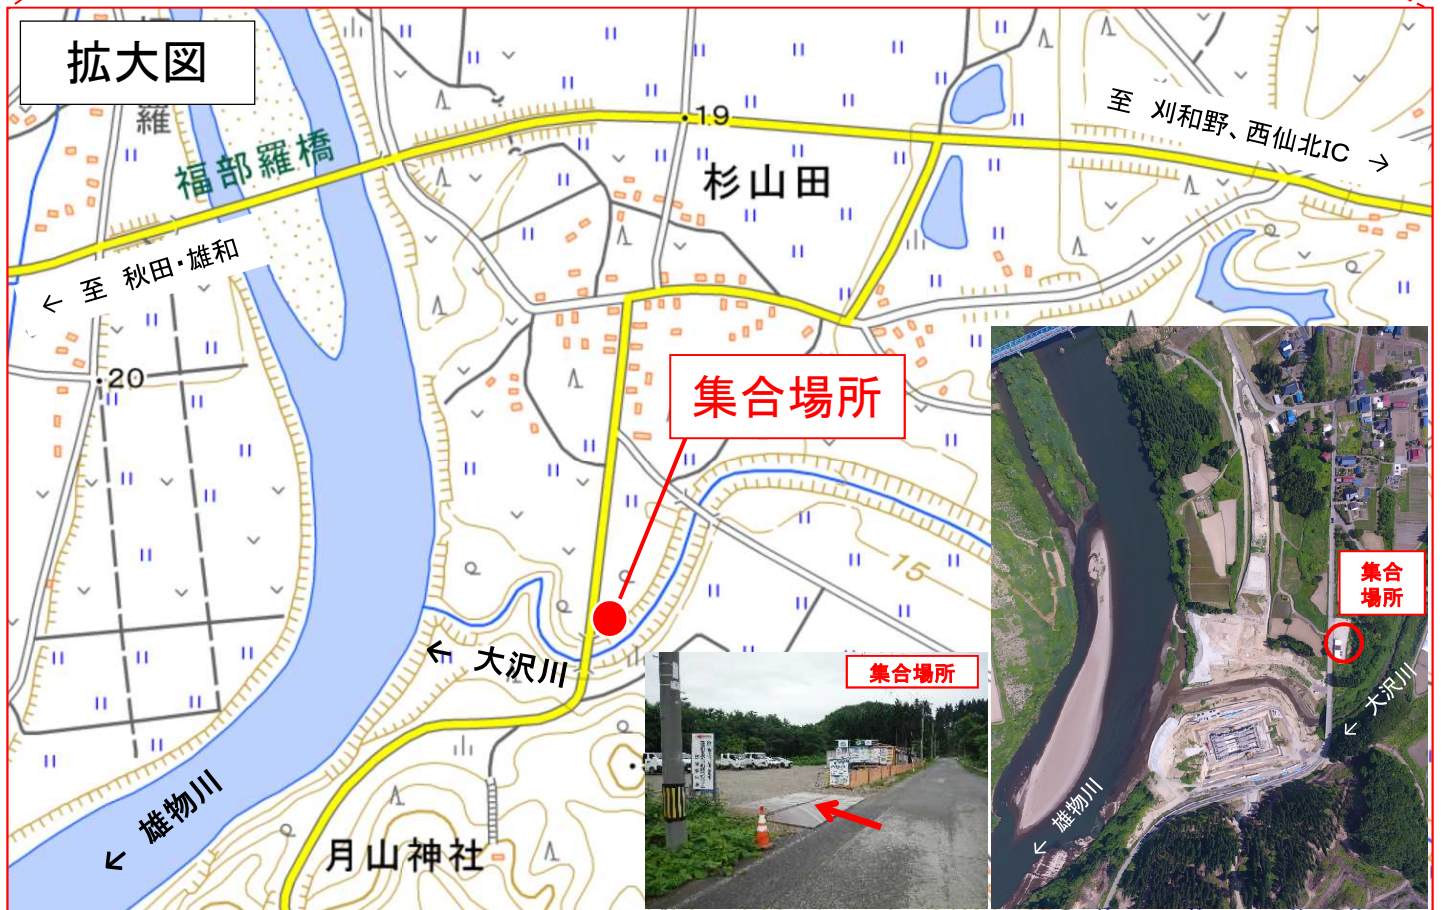 拡大図
羅
福部羅橋
19
至 刈和野、西仙北IC →
杉山田
← 至 秋田・雄和
20
集合場所
集合
場所
15
← 大沢川
集合場所
← 大沢川
← 雄物川
← 雄物川
月山神社